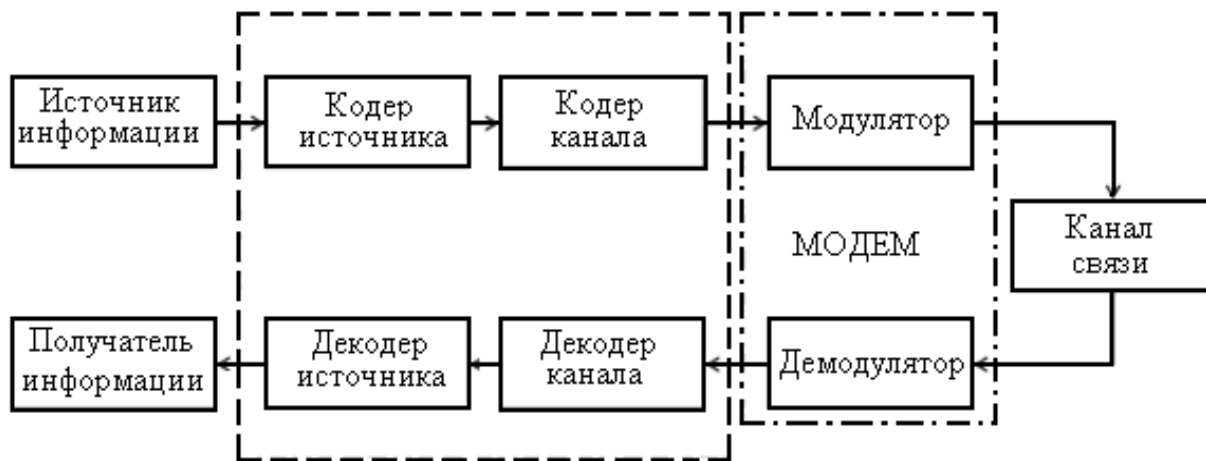 Источник
информации
Кодер
источника
Кодер
канала
Модулятор
Канал
связи
МОДЕМ
Получатель
информации
Декодер
источника
Декодер
канала
Демодулятор